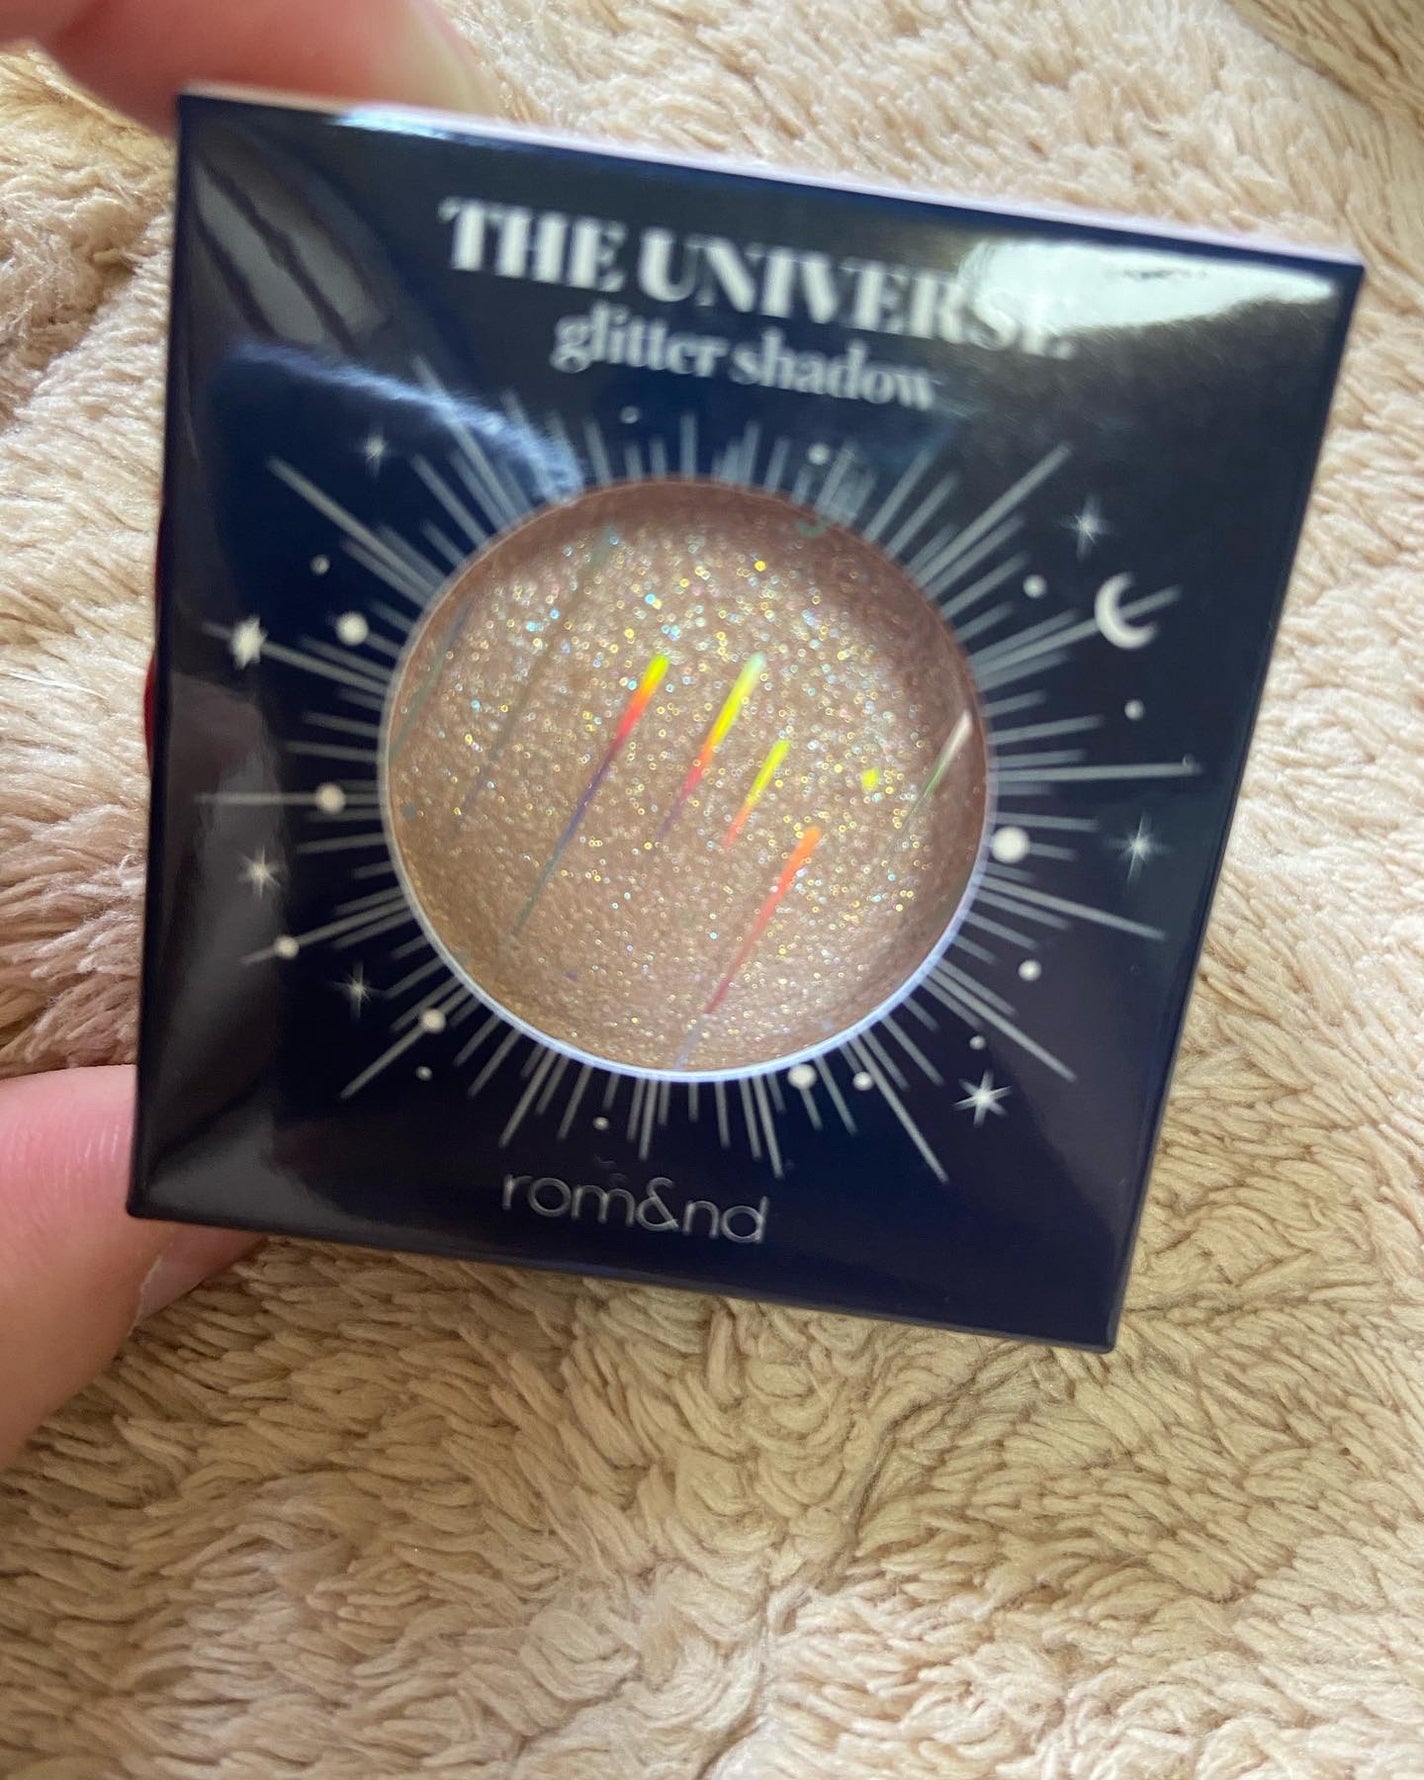 THE UNIVERSE
glitter shadow
rom&nd